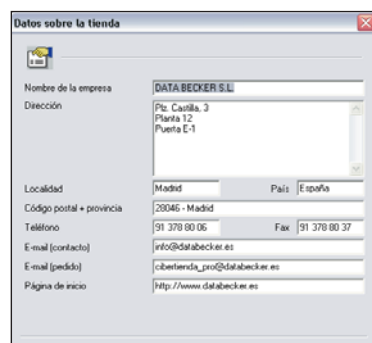 Datos sobre la tienda
Nombre de la empresa DATA BECKER S.L.
Dirección Plz. Castilla, 3
Planta 12
Puerta E-1
Localidad Madrid País España
Código postal + provincia 28046 - Madrid
Teléfono 91 378 80 06 Fax 91 378 80 37
E-mail (contacto) info@databecker.es
E-mail (pedido) cibertienda_pro@databecker.es
Página de inicio http://www.databecker.es